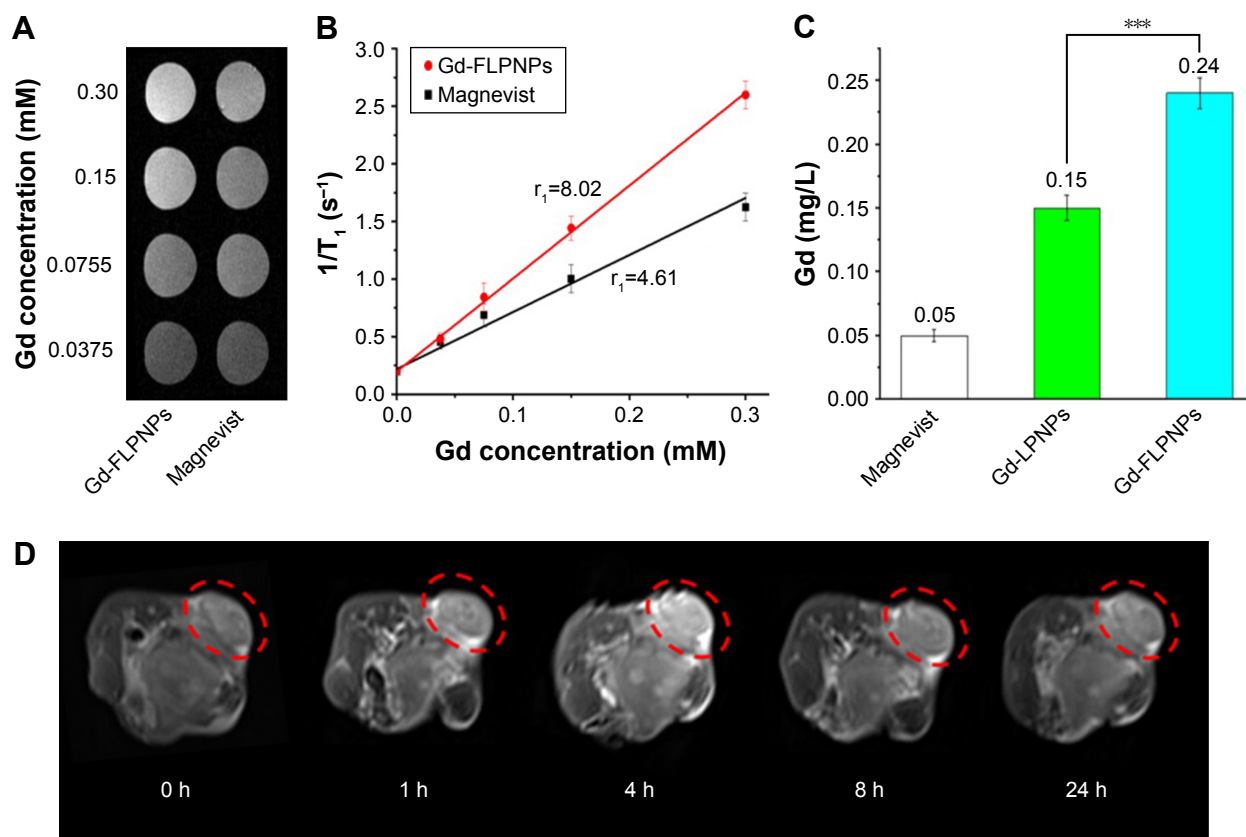 A
Gd concentration (mM)
0.30
0.15
0.0755
0.0375
Gd-FLPNPs
Magnevist
B
3.0
2.5
2.0
1.5
1.0
0.5
0.0
1/T₁ (s⁻¹)
Gd-FLPNPs
Magnevist
r₁=8.02
r₁=4.61
0.0
0.1
0.2
0.3
Gd concentration (mM)
C
***
Gd (mg/L)
0.25
0.20
0.15
0.10
0.05
0.00
0.05
0.15
0.24
Magnevist
Gd-LPNPs
Gd-FLPNPs
D
0 h
1 h
4 h
8 h
24 h